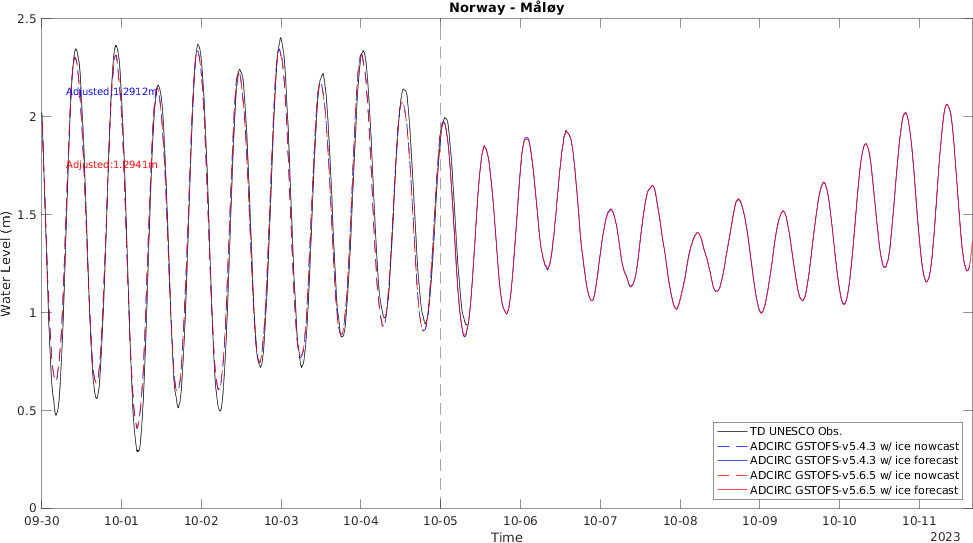 Norway - Måløy
2.5
2
1.5
1
0.5
0
Water Level (m)
Adjusted:1.2912m
Adjusted:1.2941m
TD UNESCO Obs.
ADCIRC GSTOFS-v5.4.3 w/ ice nowcast
ADCIRC GSTOFS-v5.4.3 w/ ice forecast
ADCIRC GSTOFS-v5.6.5 w/ ice nowcast
ADCIRC GSTOFS-v5.6.5 w/ ice forecast
09-30 10-01 10-02 10-03 10-04 10-05 10-06 10-07 10-08 10-09 10-10 10-11
Time
2023